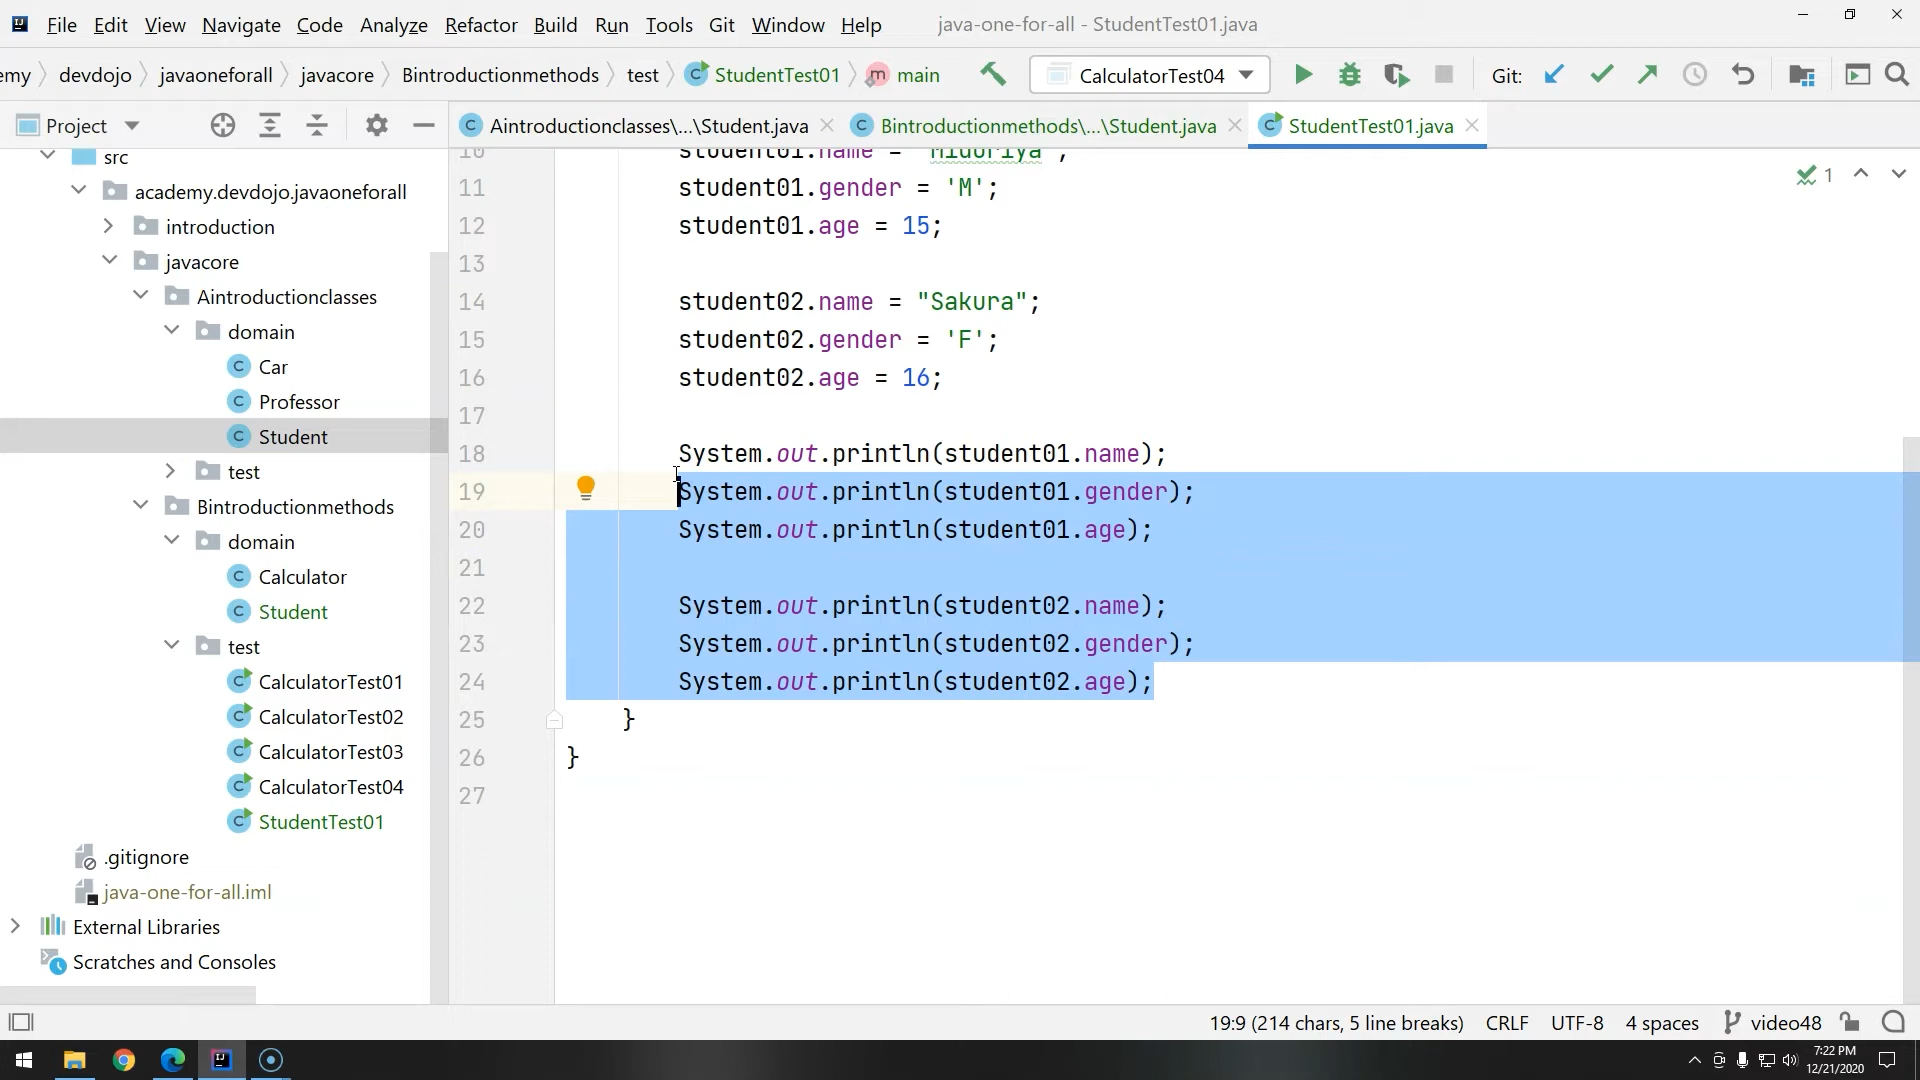 File Edit View Navigate Code Analyze Refactor Build Run Tools Git Window Help java-one-for-all - StudentTest01.java
emy devdojo javaoneforall javacore Bintroductionmethods test StudentTest01 main CalculatorTest04 Git:
Project
Aintroductionclasses\...\Student.java Bintroductionmethods\...\Student.java StudentTest01.java
src
academy.devdojo.javaoneforall
introduction
javacore
Aintroductionclasses
domain
Car
Professor
Student
test
Bintroductionmethods
domain
Calculator
Student
test
CalculatorTest01
CalculatorTest02
CalculatorTest03
CalculatorTest04
StudentTest01
.gitignore
java-one-for-all.iml
External Libraries
Scratches and Consoles
10 student01.name = "Midoriya";
11 student01.gender = 'M';
12 student01.age = 15;
13
14 student02.name = "Sakura";
15 student02.gender = 'F';
16 student02.age = 16;
17
18 System.out.println(student01.name);
19 System.out.println(student01.gender);
20 System.out.println(student01.age);
21
22 System.out.println(student02.name);
23 System.out.println(student02.gender);
24 System.out.println(student02.age);
25 }
26 }
27
1
19:9 (214 chars, 5 line breaks) CRLF UTF-8 4 spaces video48
7:22 PM
12/21/2020